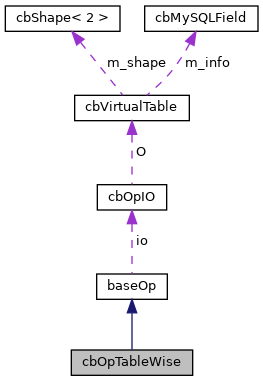 cbShape< 2 >
cbMySQLField
m_shape
m_info
cbVirtualTable
O
cbOpIO
io
baseOp
cbOpTableWise